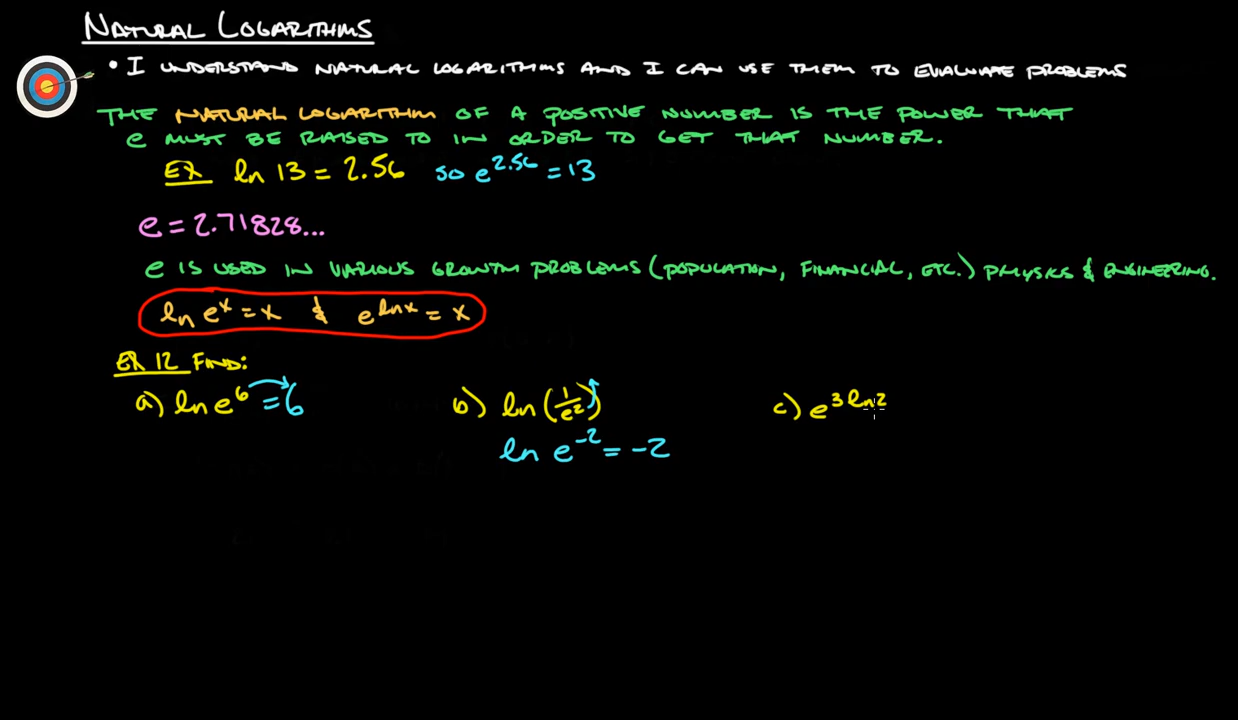 NATURAL LOGARITHMS
• I UNDERSTAND NATURAL LOGARITHMS AND I CAN USE THEM TO EVALUATE PROBLEMS
THE NATURAL LOGARITHM OF A POSITIVE NUMBER IS THE POWER THAT
e MUST BE RAISED TO IN ORDER TO GET THAT NUMBER.
EX ln 13 = 2.56 so e^2.56 = 13
e = 2.71828...
e IS USED IN VARIOUS GROWTH PROBLEMS (POPULATION, FINANCIAL, ETC.) PHYSICS & ENGINEERING.
ln e^x = x & e^ln x = x
EX 12 FIND:
a) ln e^6 = 6 b) ln (1/e^2) c) e^3 ln 2
ln e^-2 = -2